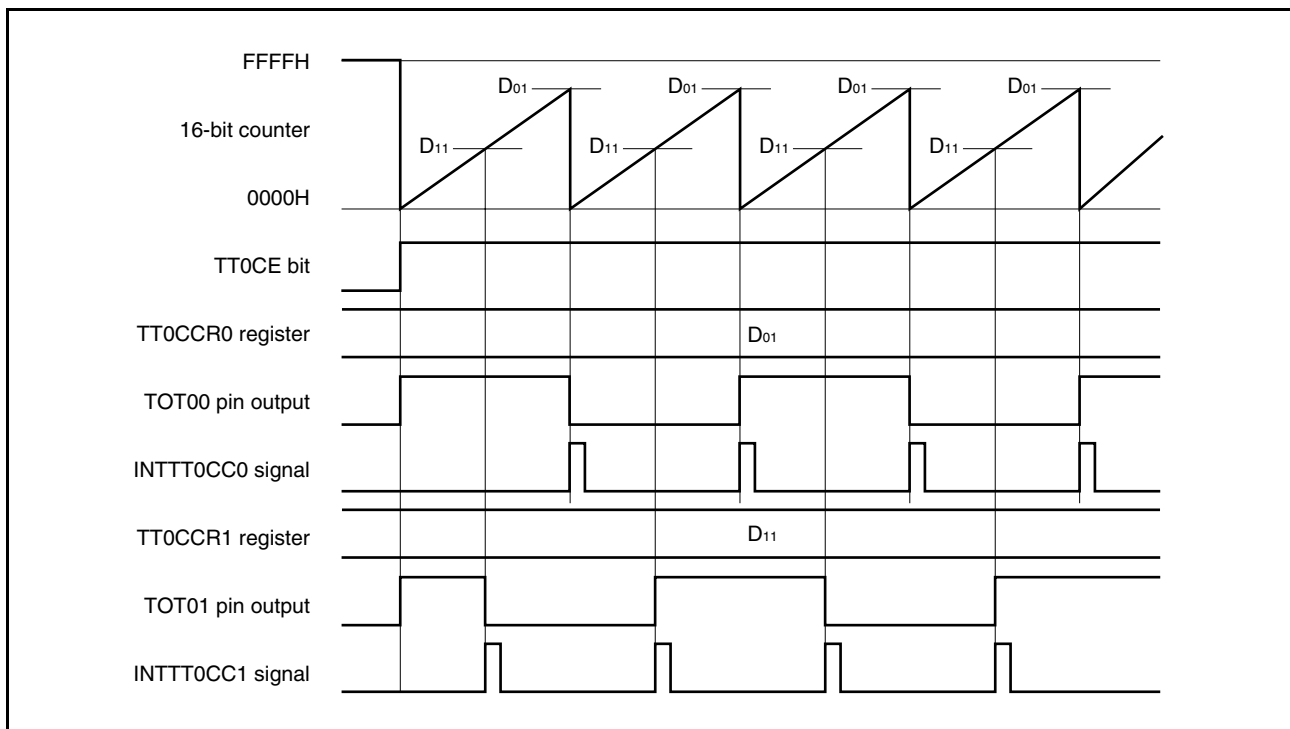 FFFFH
D01 D01 D01 D01
16-bit counter
D11 D11 D11 D11
0000H
TT0CE bit
TT0CCR0 register
D01
TOT00 pin output
INTTT0CC0 signal
TT0CCR1 register
D11
TOT01 pin output
INTTT0CC1 signal